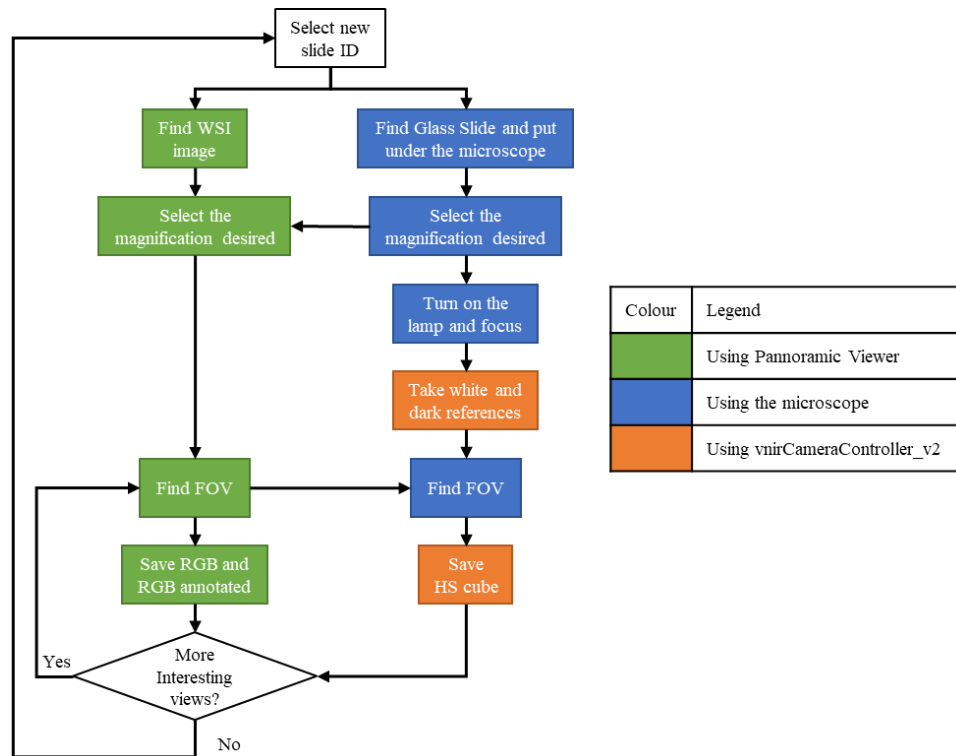 Select new
slide ID
Find WSI
image
Find Glass Slide and put
under the microscope
Select the
magnification desired
Select the
magnification desired
Turn on the
lamp and focus
Take white and
dark references
Find FOV
Find FOV
Save RGB and
RGB annotated
Save
HS cube
More
Interesting
views?
Yes
No
Colour Legend
Using Pannoramic Viewer
Using the microscope
Using vnirCameraController_v2